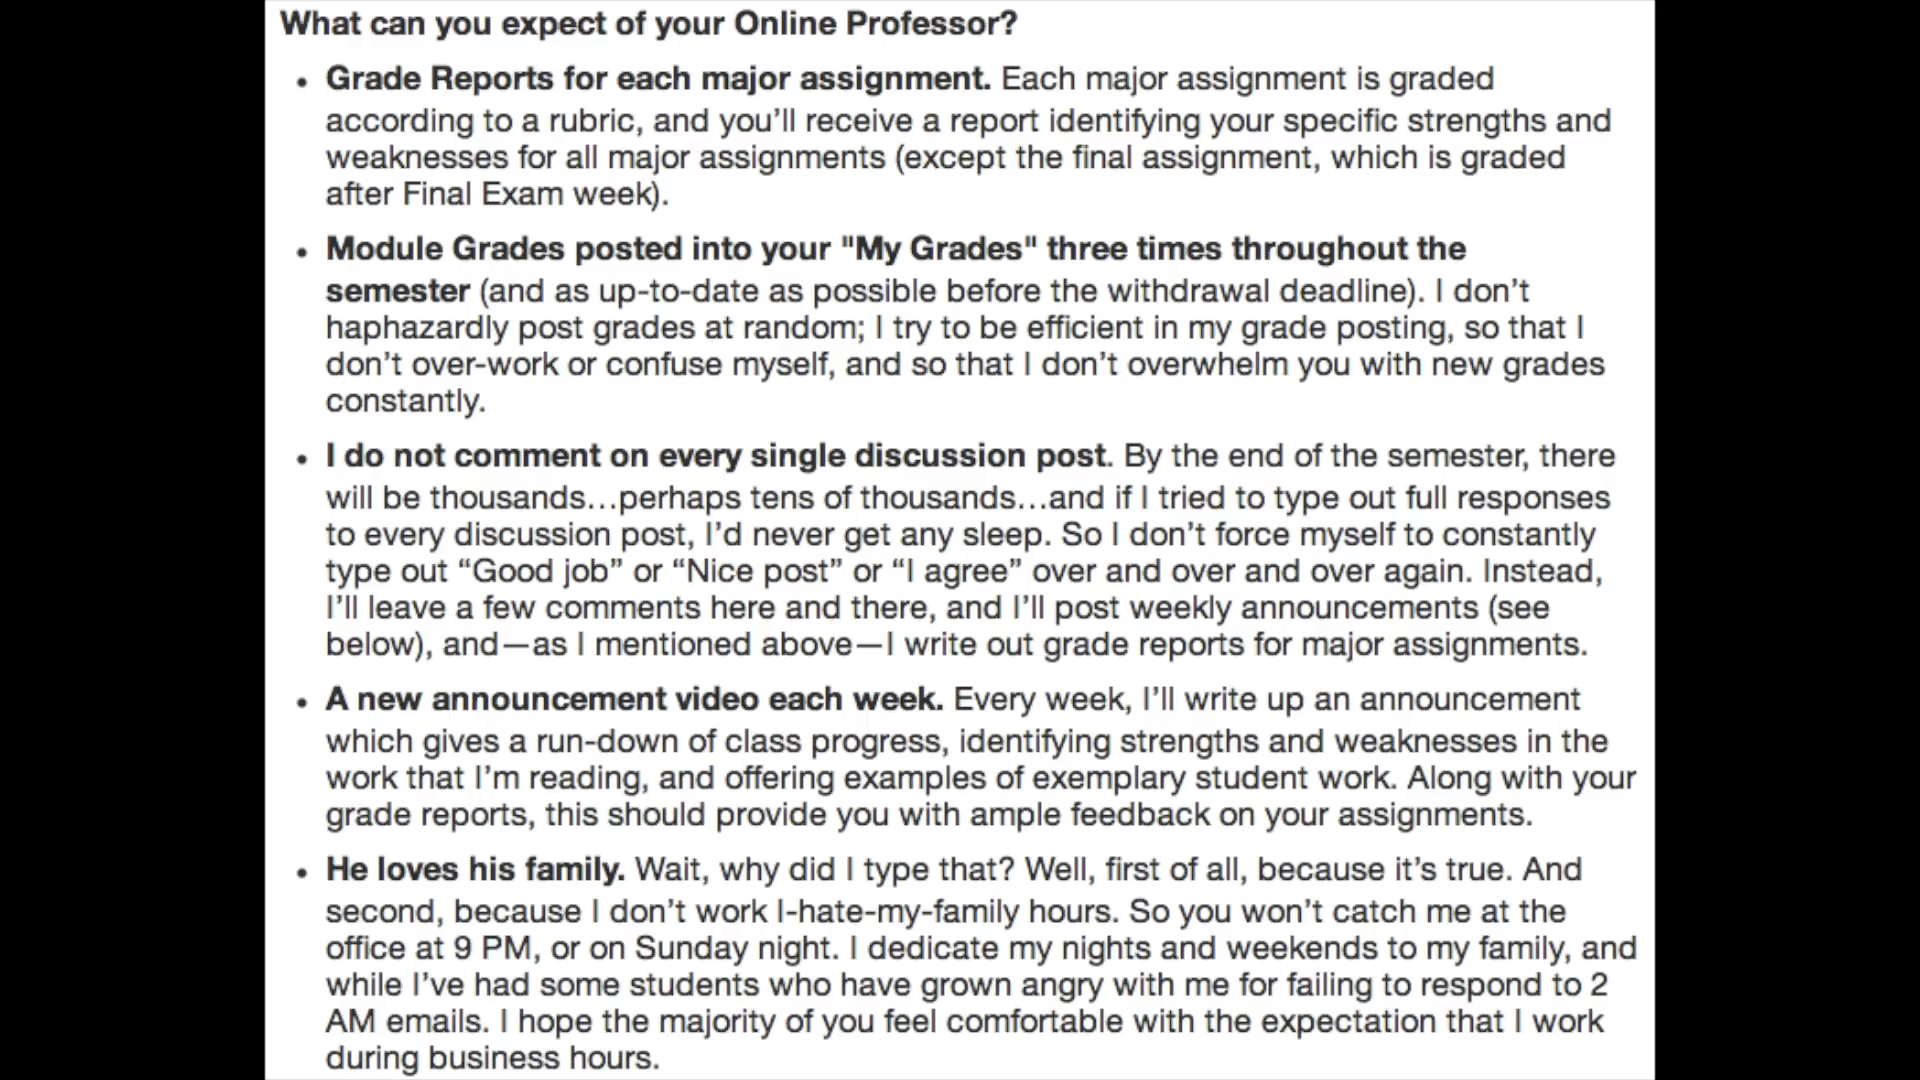 What can you expect of your Online Professor?
• Grade Reports for each major assignment. Each major assignment is graded
according to a rubric, and you’ll receive a report identifying your specific strengths and
weaknesses for all major assignments (except the final assignment, which is graded
after Final Exam week).
• Module Grades posted into your "My Grades" three times throughout the
semester (and as up-to-date as possible before the withdrawal deadline). I don’t
haphazardly post grades at random; I try to be efficient in my grade posting, so that I
don’t over-work or confuse myself, and so that I don’t overwhelm you with new grades
constantly.
• I do not comment on every single discussion post. By the end of the semester, there
will be thousands…perhaps tens of thousands…and if I tried to type out full responses
to every discussion post, I’d never get any sleep. So I don’t force myself to constantly
type out “Good job” or “Nice post” or “I agree” over and over and over again. Instead,
I’ll leave a few comments here and there, and I’ll post weekly announcements (see
below), and—as I mentioned above—I write out grade reports for major assignments.
• A new announcement video each week. Every week, I’ll write up an announcement
which gives a run-down of class progress, identifying strengths and weaknesses in the
work that I’m reading, and offering examples of exemplary student work. Along with your
grade reports, this should provide you with ample feedback on your assignments.
• He loves his family. Wait, why did I type that? Well, first of all, because it’s true. And
second, because I don’t work I-hate-my-family hours. So you won’t catch me at the
office at 9 PM, or on Sunday night. I dedicate my nights and weekends to my family, and
while I’ve had some students who have grown angry with me for failing to respond to 2
AM emails. I hope the majority of you feel comfortable with the expectation that I work
during business hours.